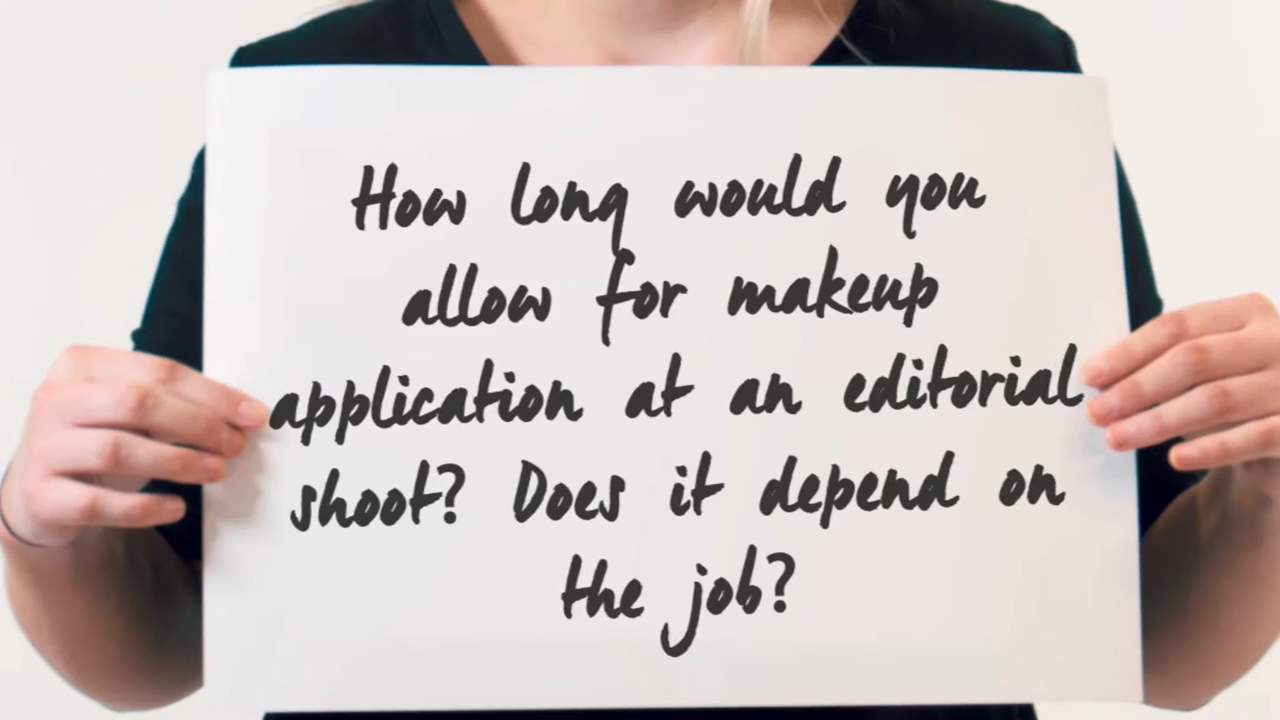 How long would you
allow for makeup
application at an editorial
shoot? Does it depend on
the job?